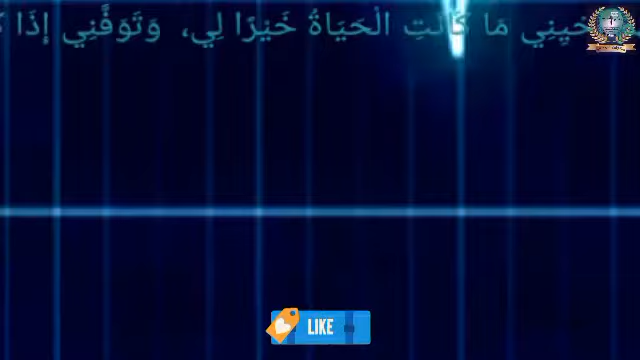 مَا كَانَتِ الْحَيَاةُ خَيْرًا لِي، وَتَوَفَّنِي إِذَا
LIKE